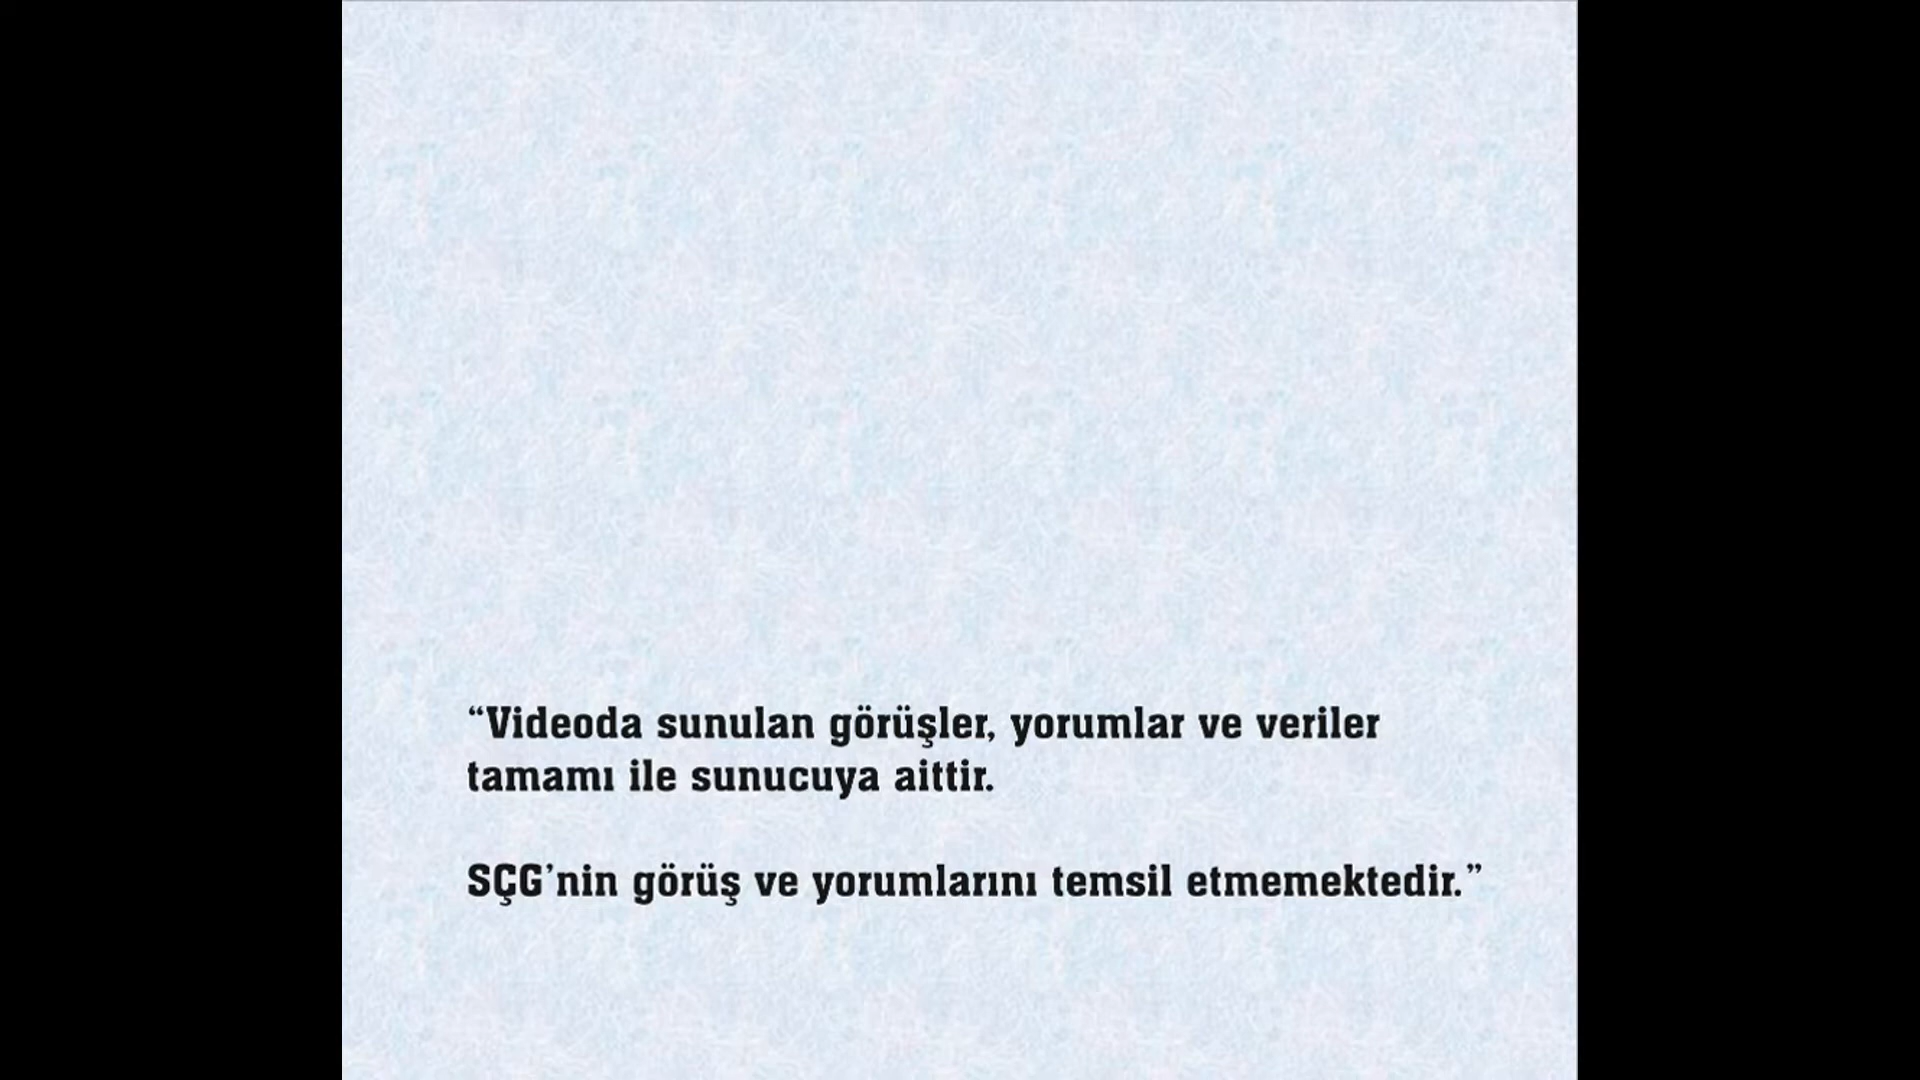 “Videoda sunulan görüşler, yorumlar ve veriler
tamamı ile sunucuya aittir.
SÇG’nin görüş ve yorumlarını temsil etmemektedir.”